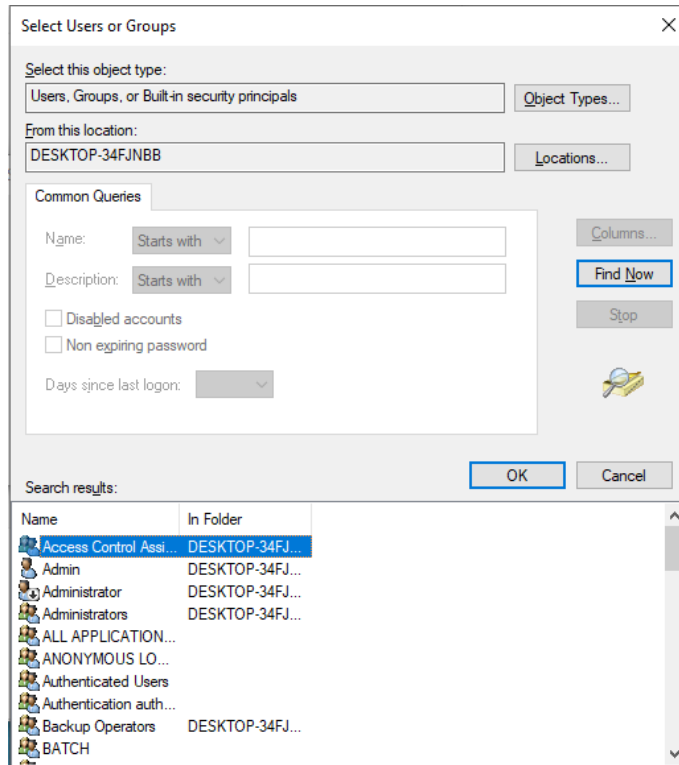 Select Users or Groups
Select this object type:
Users, Groups, or Built-in security principals
Object Types...
From this location:
DESKTOP-34FJNBB
Locations...
Common Queries
Name: Starts with
Columns...
Description: Starts with
Find Now
Disabled accounts
Stop
Non expiring password
Days since last logon:
OK
Cancel
Search results:
Name In Folder
Access Control Assi... DESKTOP-34FJ...
Admin DESKTOP-34FJ...
Administrator DESKTOP-34FJ...
Administrators DESKTOP-34FJ...
ALL APPLICATION...
ANONYMOUS LO...
Authenticated Users
Authentication auth...
Backup Operators DESKTOP-34FJ...
BATCH